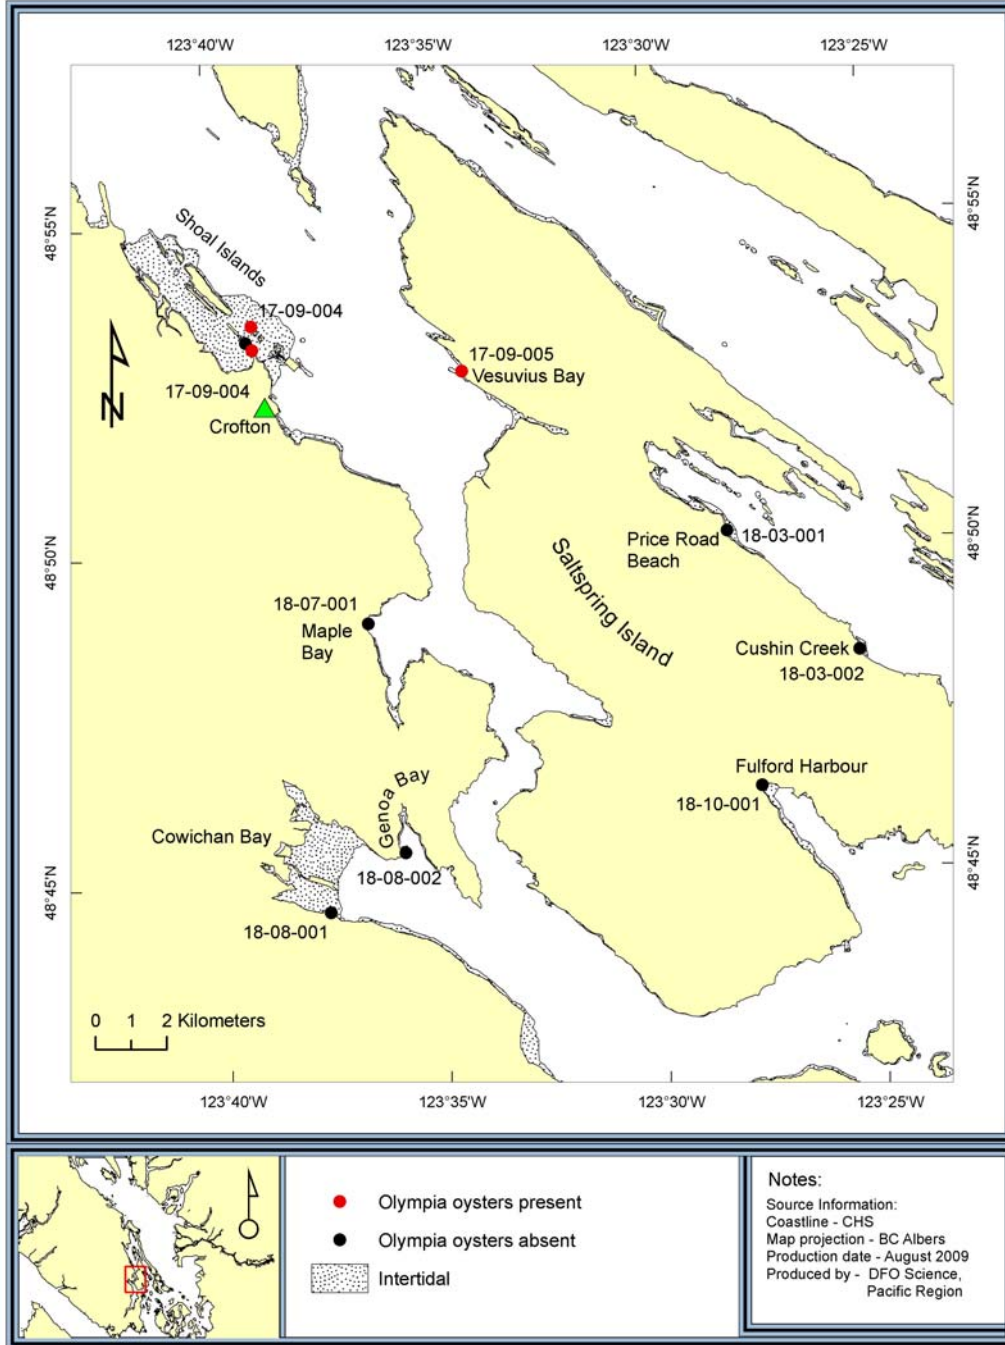 123°40'W
123°35'W
123°30'W
123°25'W
48°55'N
48°55'N
Shoal Islands
17-09-004
17-09-005
Vesuvius Bay
17-09-004
N
Crofton
48°50'N
48°50'N
18-03-001
Price Road
Beach
Saltspring Island
18-07-001
Maple
Bay
Cushin Creek
18-03-002
Fulford Harbour
18-10-001
Genoa Bay
Cowichan Bay
18-08-002
48°45'N
48°45'N
18-08-001
0 1 2 Kilometers
123°40'W
123°35'W
123°30'W
123°25'W
Olympia oysters present
Olympia oysters absent
Intertidal
Notes:
Source Information:
Coastline - CHS
Map projection - BC Albers
Production date - August 2009
Produced by - DFO Science,
Pacific Region